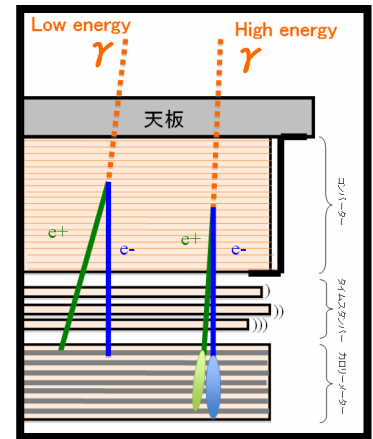 Low energy
γ
High energy
γ
天板
e+
e-
e+
e-
コンバーター
タイムスタンパー
カロリーメーター
)
))
)))